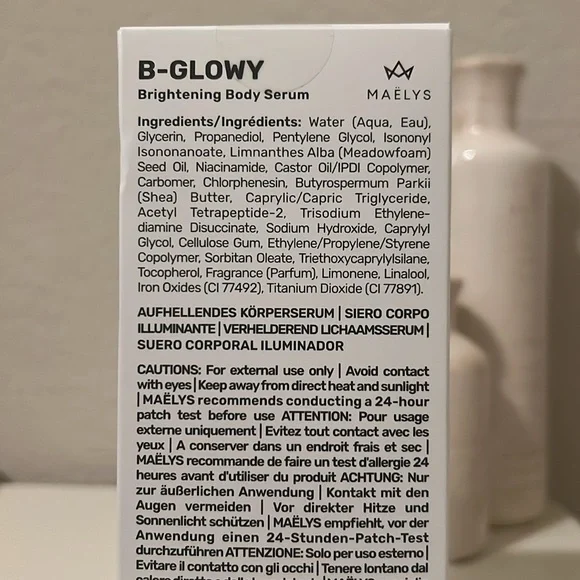 B-GLOWY
Brightening Body Serum
MAËLYS
Ingredients/Ingrédients: Water (Aqua, Eau),
Glycerin, Propanediol, Pentylene Glycol, Isononyl
Isononanoate, Limnanthes Alba (Meadowfoam)
Seed Oil, Niacinamide, Castor Oil/IPDI Copolymer,
Carbomer, Chlorphenesin, Butyrospermum Parkii
(Shea) Butter, Caprylic/Capric Triglyceride,
Acetyl Tetrapeptide-2, Trisodium Ethylene-
diamine Disuccinate, Sodium Hydroxide, Caprylyl
Glycol, Cellulose Gum, Ethylene/Propylene/Styrene
Copolymer, Sorbitan Oleate, Triethoxycaprylylsilane,
Tocopherol, Fragrance (Parfum), Limonene, Linalool,
Iron Oxides (CI 77492), Titanium Dioxide (CI 77891).
AUFHELLENDES KÖRPERSERUM | SIERO CORPO
ILLUMINANTE | VERHELDEREND LICHAAMSSERUM |
SUERO CORPORAL ILUMINADOR
CAUTIONS: For external use only | Avoid contact
with eyes | Keep away from direct heat and sunlight
| MAËLYS recommends conducting a 24-hour
patch test before use ATTENTION: Pour usage
externe uniquement | Evitez tout contact avec les
yeux | A conserver dans un endroit frais et sec |
MAËLYS recommande de faire un test d'allergie 24
heures avant d'utiliser du produit ACHTUNG: Nur
zur äußerlichen Anwendung | Kontakt mit den
Augen vermeiden | Vor direkter Hitze und
Sonnenlicht schützen | MAËLYS empfiehlt, vor der
Anwendung einen 24-Stunden-Patch-Test
durchzuführen ATTENZIONE: Solo per uso esterno |
Evitare il contatto con gli occhi | Tenere lontano dal